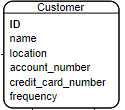 Customer
ID
name
location
account_number
credit_card_number
frequency